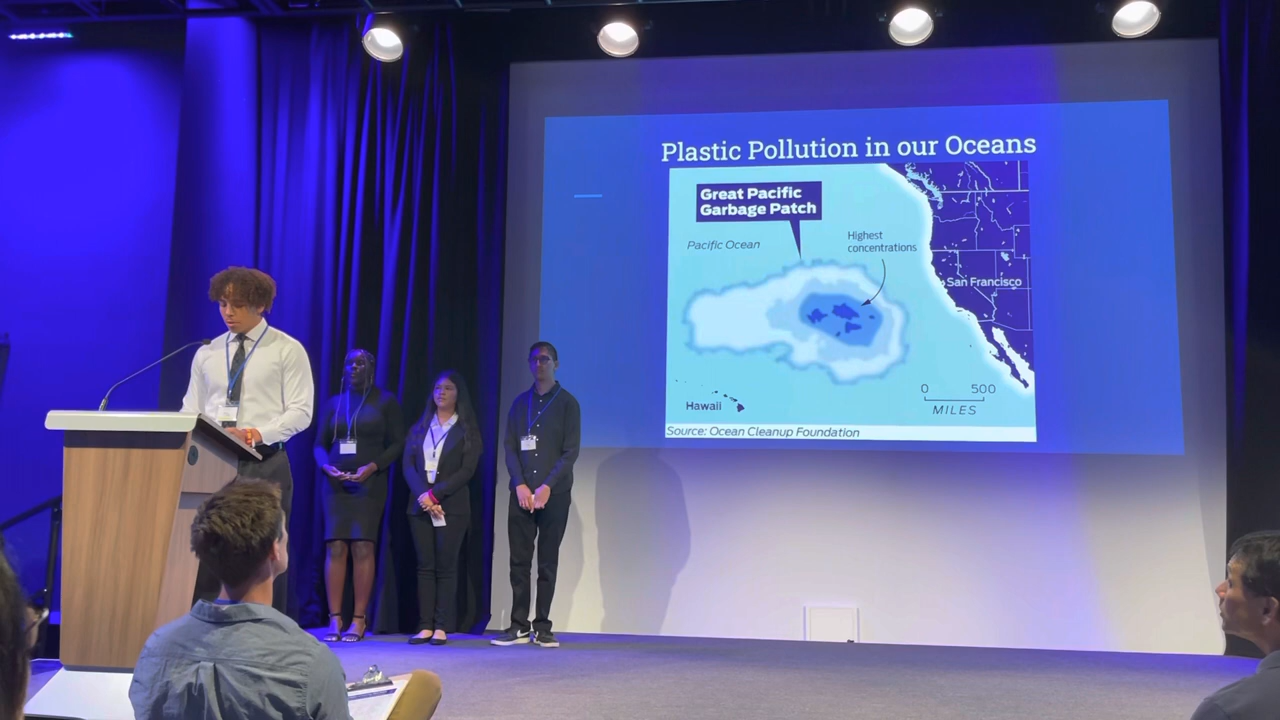 Plastic Pollution in our Oceans
Great Pacific
Garbage Patch
Pacific Ocean
Highest
concentrations
San Francisco
Hawaii
0 500
MILES
Source: Ocean Cleanup Foundation